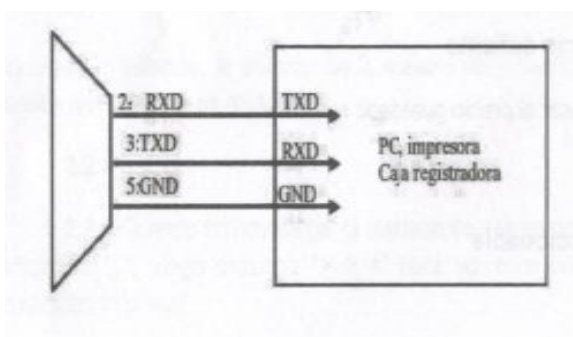 2: RXD
TXD
3:TXD
RXD
5:GND
GND
PC, impresora
Caja registradora